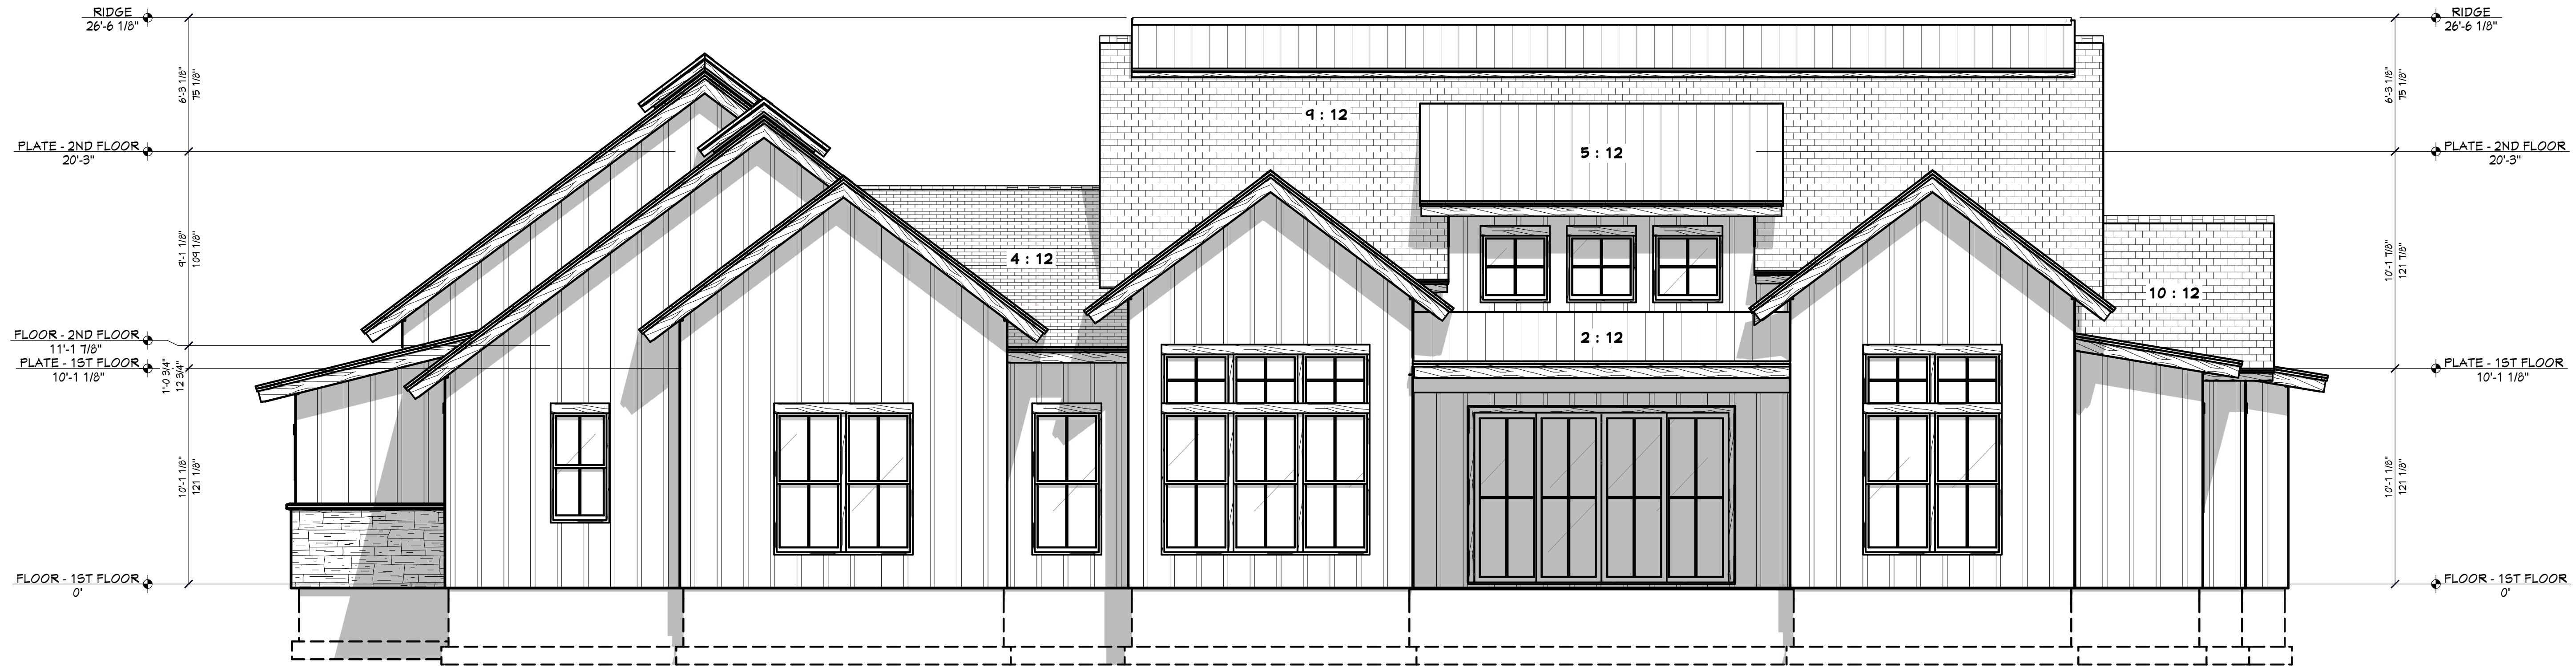 RIDGE
26'-6 1/8"
6'-3 1/8"
75 1/8"
PLATE - 2ND FLOOR
20'-3"
9'-1 1/8"
109 1/8"
FLOOR - 2ND FLOOR
11'-1 7/8"
PLATE - 1ST FLOOR
10'-1 1/8"
1'-0 3/4"
12 3/4"
10'-1 1/8"
121 1/8"
FLOOR - 1ST FLOOR
0'
9 : 12
5 : 12
4 : 12
2 : 12
10 : 12
RIDGE
26'-6 1/8"
6'-3 1/8"
75 1/8"
PLATE - 2ND FLOOR
20'-3"
10'-1 7/8"
121 7/8"
PLATE - 1ST FLOOR
10'-1 1/8"
10'-1 1/8"
121 1/8"
FLOOR - 1ST FLOOR
0'